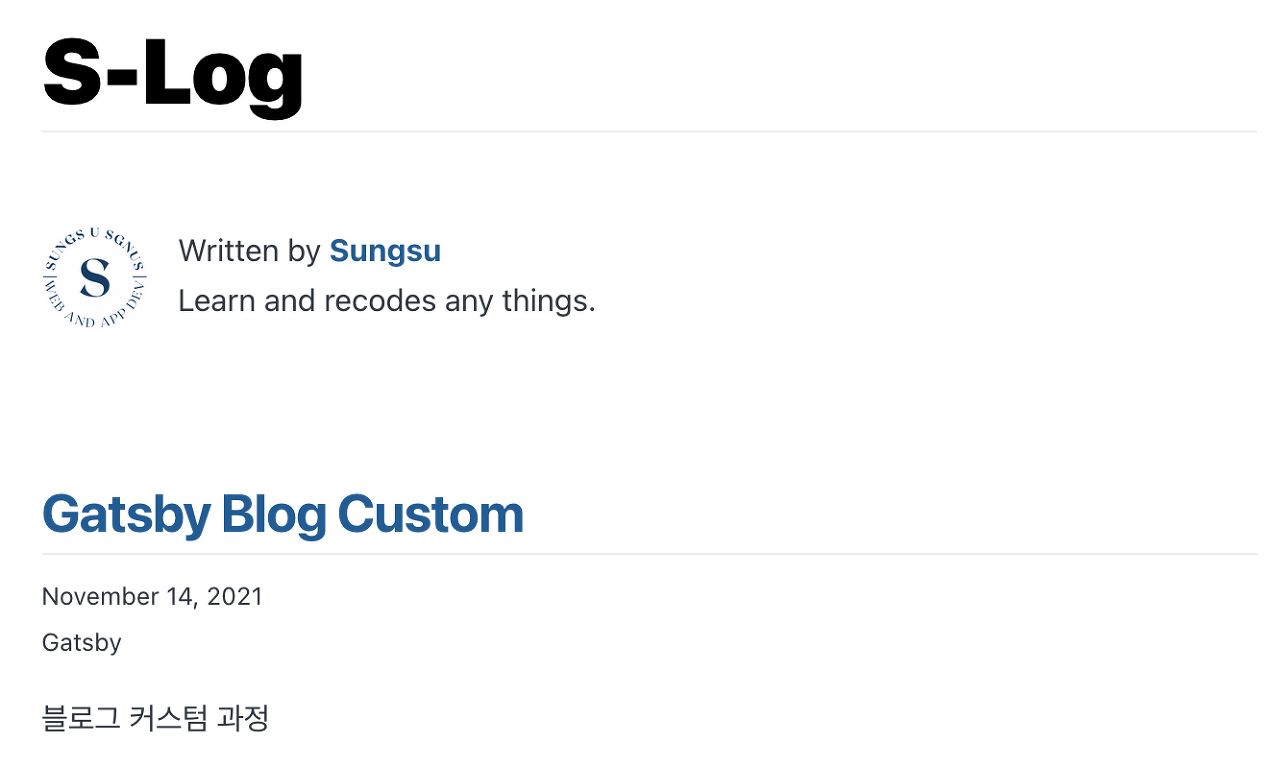 S-Log
SUNGS U SGNUS
S
WEB AND APP DEV
Written by Sungsu
Learn and recodes any things.
Gatsby Blog Custom
November 14, 2021
Gatsby
블로그 커스텀 과정